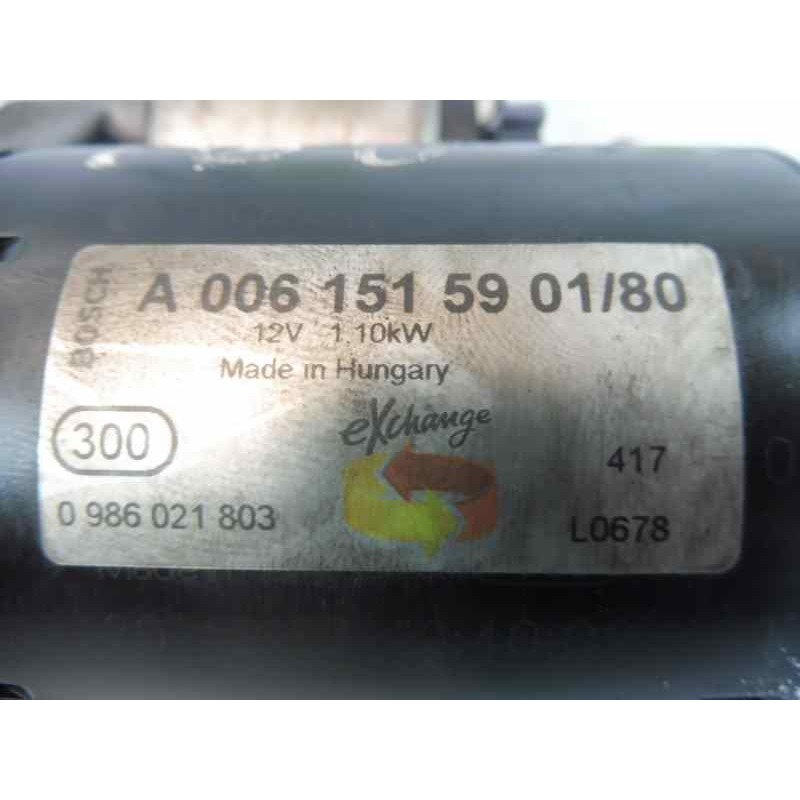 BOSCH
A 006 151 59 01/80
12V 1.10kW
Made in Hungary
eXchange
300
417
0 986 021 803
L0678
Made